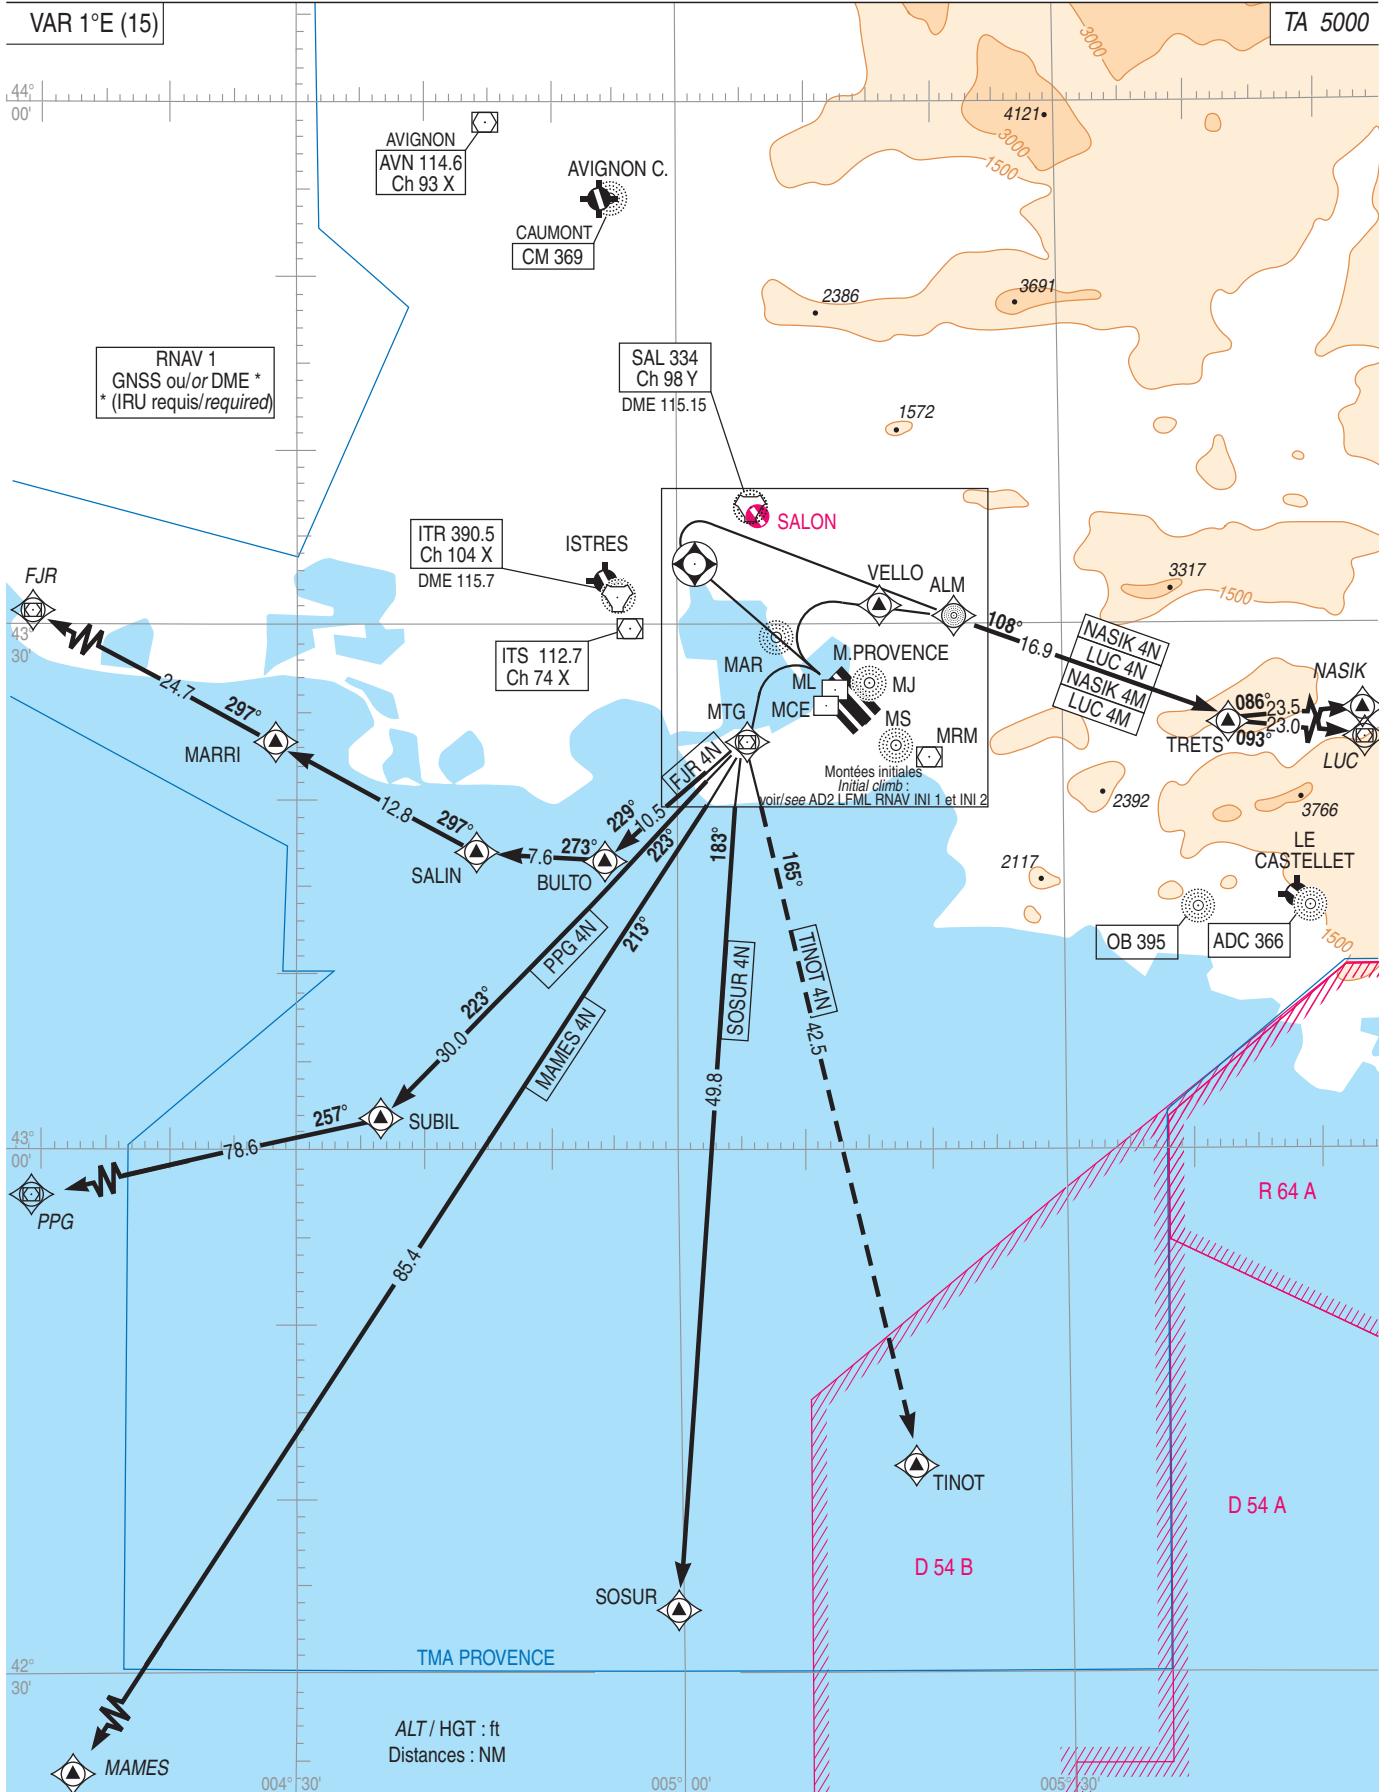 VAR 1°E (15)
TA 5000
3000
44°
00'
4121
3000
1500
AVIGNON
AVN 114.6
Ch 93 X
AVIGNON C.
CAUMONT
CM 369
2386
3691
RNAV 1
GNSS ou/or DME *
* (IRU requis/required)
SAL 334
Ch 98 Y
DME 115.15
1572
SALON
ITR 390.5
Ch 104 X
DME 115.7
ISTRES
FJR
VELLO
ALM
3317
1500
43°
30'
108°
16.9
NASIK 4N
LUC 4N
NASIK 4M
LUC 4M
ITS 112.7
Ch 74 X
MAR
M.PROVENCE
ML
MJ
MCE
NASIK
24.7
297°
MTG
MS
086°
23.5
23.0
093°
TRETS
LUC
MARRI
MRM
FJR 4N
Montées initiales
Initial climb :
voir/see AD2 LFML RNAV INI 1 et INI 2
2392
3766
12.8
297°
229°
10.5
223°
183°
165°
273°
7.6
SALIN
BULTO
2117
LE
CASTELLET
PPG 4N
213°
OB 395
ADC 366
1500
SOSUR 4N
TINOT 4N
223°
30.0
MAMES 4N
42.5
49.8
257°
SUBIL
43°
00'
78.6
PPG
R 64 A
85.4
TINOT
D 54 A
D 54 B
SOSUR
TMA PROVENCE
42°
30'
ALT / HGT : ft
Distances : NM
MAMES
004° 30'
005° 00'
005° 30'